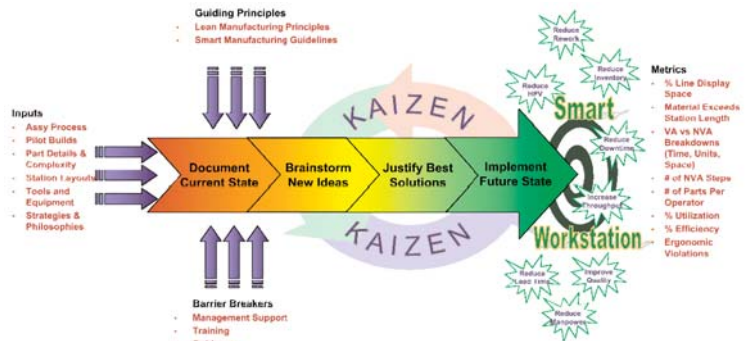 Guiding Principles
- Lean Manufacturing Principles
- Smart Manufacturing Guidelines
Inputs
- Assy Process
- Pilot Builds
- Part Details &
Complexity
- Station Layouts
- Tools and
Equipment
- Strategies &
Philosophies
Document
Current State
Brainstorm
New Ideas
Justify Best
Solutions
Implement
Future State
KAIZEN
KAIZEN
Barrier Breakers
- Management Support
- Training
Reduce
Rework
Reduce
Inventory
Reduce
HPV
Smart
Reduce
Downtime
Increase
Throughput
Workstation
Reduce
Lead Time
Improve
Quality
Reduce
Manpower
Metrics
- % Line Display
Space
- Material Exceeds
Station Length
- VA vs NVA
Breakdowns
(Time, Units,
Space)
- # of NVA Steps
- # of Parts Per
Operator
- % Utilization
- % Efficiency
- Ergonomic
Violations